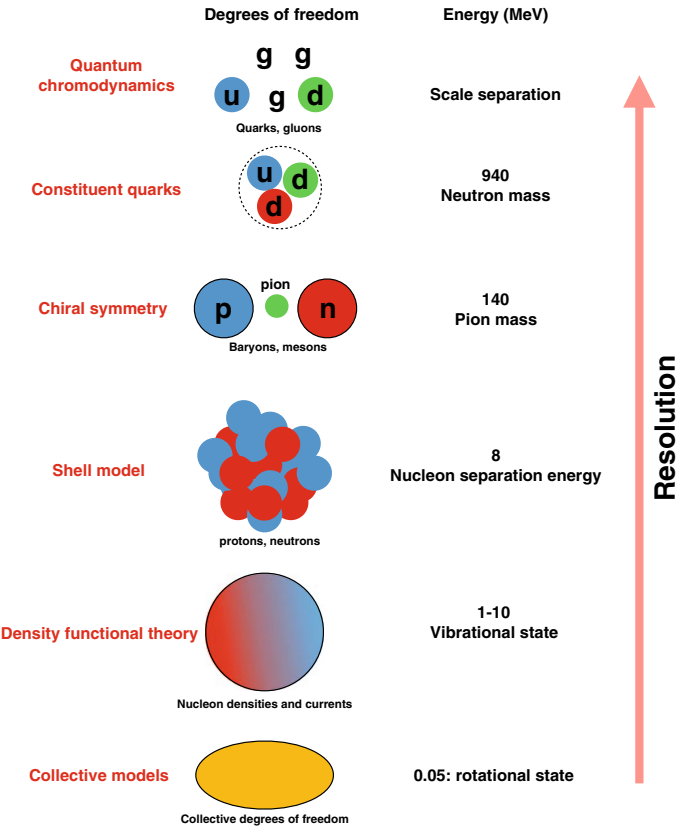 Degrees of freedom
Energy (MeV)
Quantum
chromodynamics
g g
u g d
Quarks, gluons
Scale separation
Constituent quarks
u d
d
940
Neutron mass
Chiral symmetry
pion
p n
Baryons, mesons
140
Pion mass
Shell model
protons, neutrons
8
Nucleon separation energy
Density functional theory
Nucleon densities and currents
1-10
Vibrational state
Collective models
Collective degrees of freedom
0.05: rotational state
Resolution